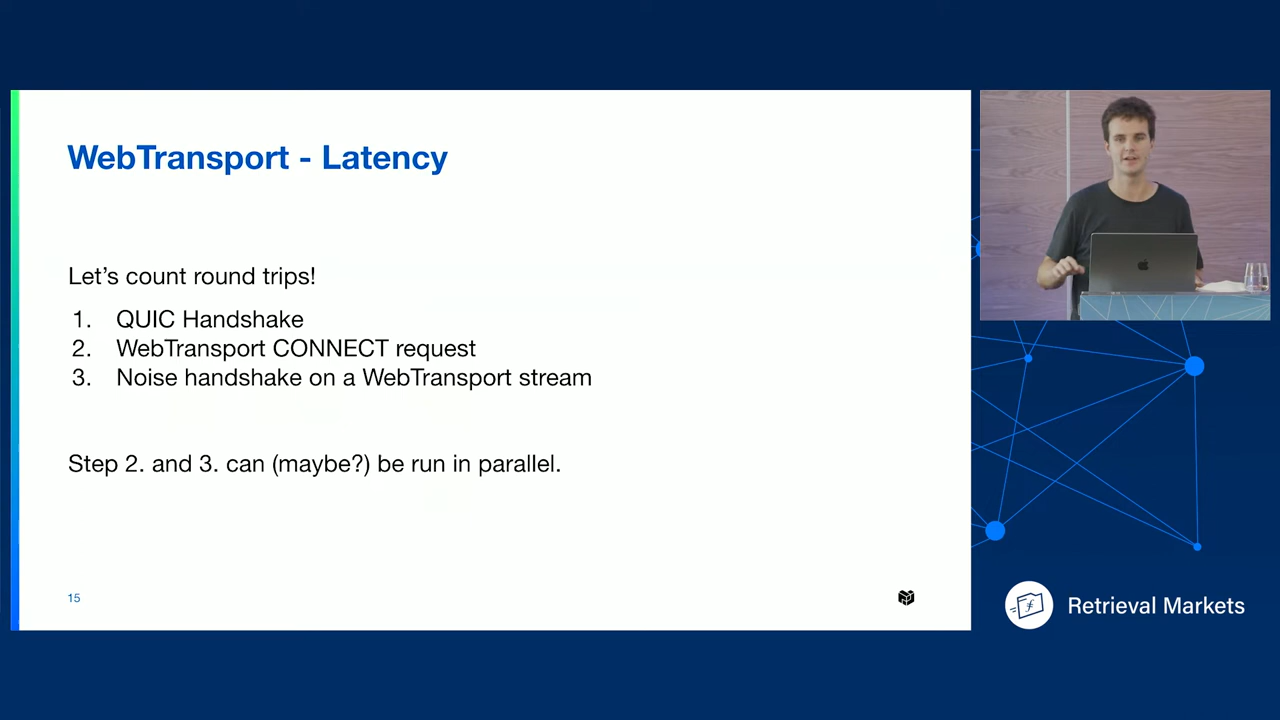 WebTransport - Latency
Let's count round trips!
1. QUIC Handshake
2. WebTransport CONNECT request
3. Noise handshake on a WebTransport stream
Step 2. and 3. can (maybe?) be run in parallel.
15
Retrieval Markets